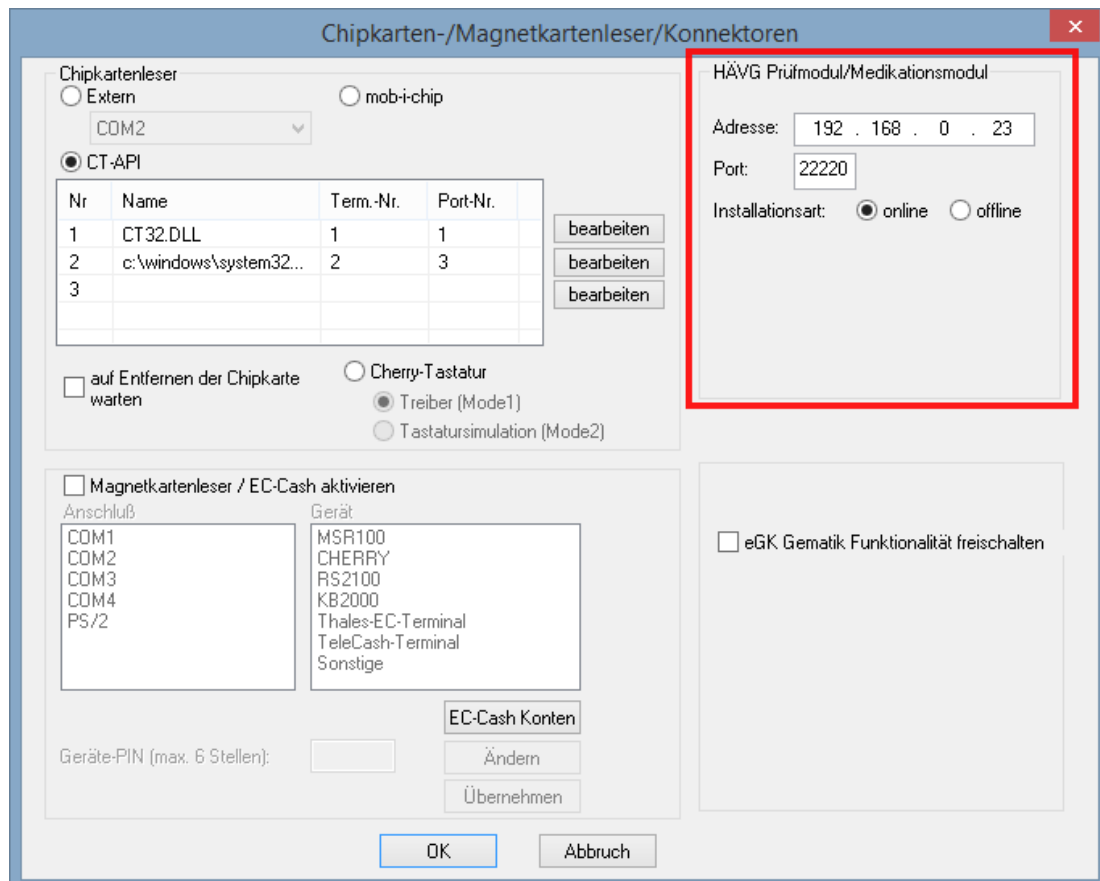 Chipkarten-/Magnetkartenleser/Konnektoren
Chipkartenleser
Extern
mob-i-chip
COM2
CT-API
Nr Name Term.-Nr. Port-Nr.
1 CT32.DLL 1 1
bearbeiten
2 c:\windows\system32... 2 3
bearbeiten
3
bearbeiten
auf Entfernen der Chipkarte
warten
Cherry-Tastatur
Treiber (Mode1)
Tastatursimulation (Mode2)
HÄVG Prüfmodul/Medikationsmodul
Adresse: 192 . 168 . 0 . 23
Port: 22220
Installationsart: online offline
Magnetkartenleser / EC-Cash aktivieren
Anschluß
COM1
COM2
COM3
COM4
PS/2
Gerät
MSR100
CHERRY
RS2100
KB2000
Thales-EC-Terminal
TeleCash-Terminal
Sonstige
EC-Cash Konten
Geräte-PIN (max. 6 Stellen):
Ändern
Übernehmen
eGK Gematik Funktionalität freischalten
OK
Abbruch